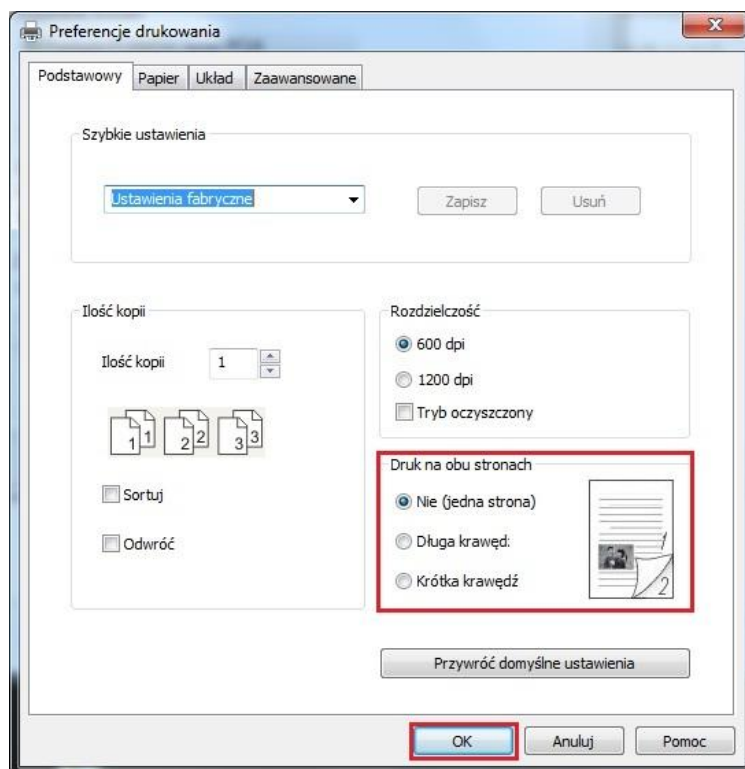 Preferencje drukowania
Podstawowy Papier Układ Zaawansowane
Szybkie ustawienia
Ustawienia fabryczne
Zapisz Usuń
Ilość kopii
Ilość kopii 1
1 1 2 2 3 3
Sortuj
Odwróć
Rozdzielczość
600 dpi
1200 dpi
Tryb oczyszczony
Druk na obu stronach
Nie (jedna strona)
Długa krawęd:
Krótka krawędź
1
2
Przywróć domyślne ustawienia
OK Anuluj Pomoc